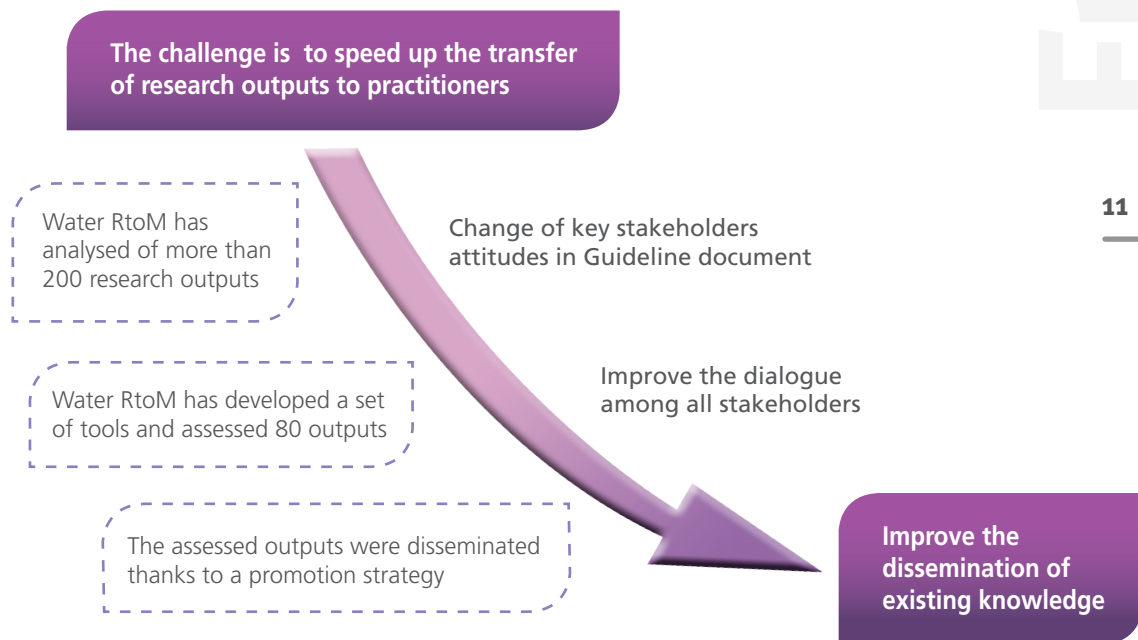 The challenge is to speed up the transfer
of research outputs to practitioners
Water RtoM has
analysed of more than
200 research outputs
Change of key stakeholders
attitudes in Guideline document
11
Water RtoM has developed a set
of tools and assessed 80 outputs
Improve the dialogue
among all stakeholders
The assessed outputs were disseminated
thanks to a promotion strategy
Improve the
dissemination of
existing knowledge